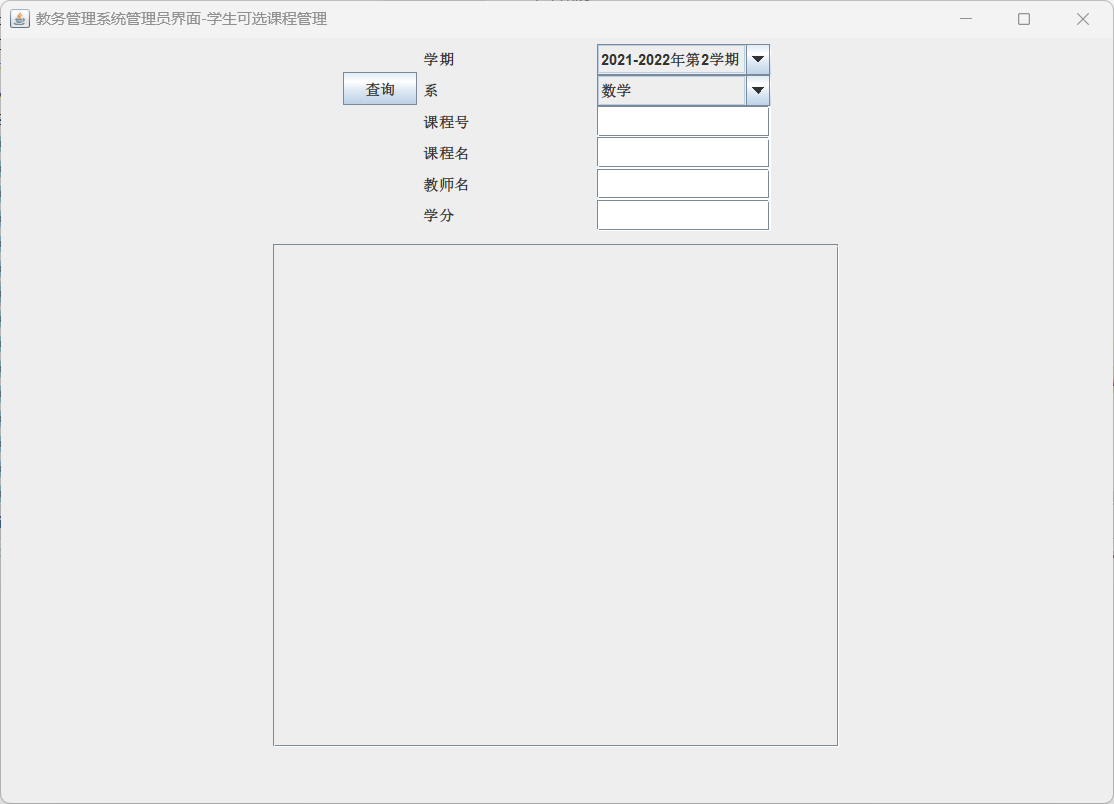 教务管理系统管理员界面-学生可选课程管理
学期 2021-2022年第2学期
查询 系 数学
课程号
课程名
教师名
学分